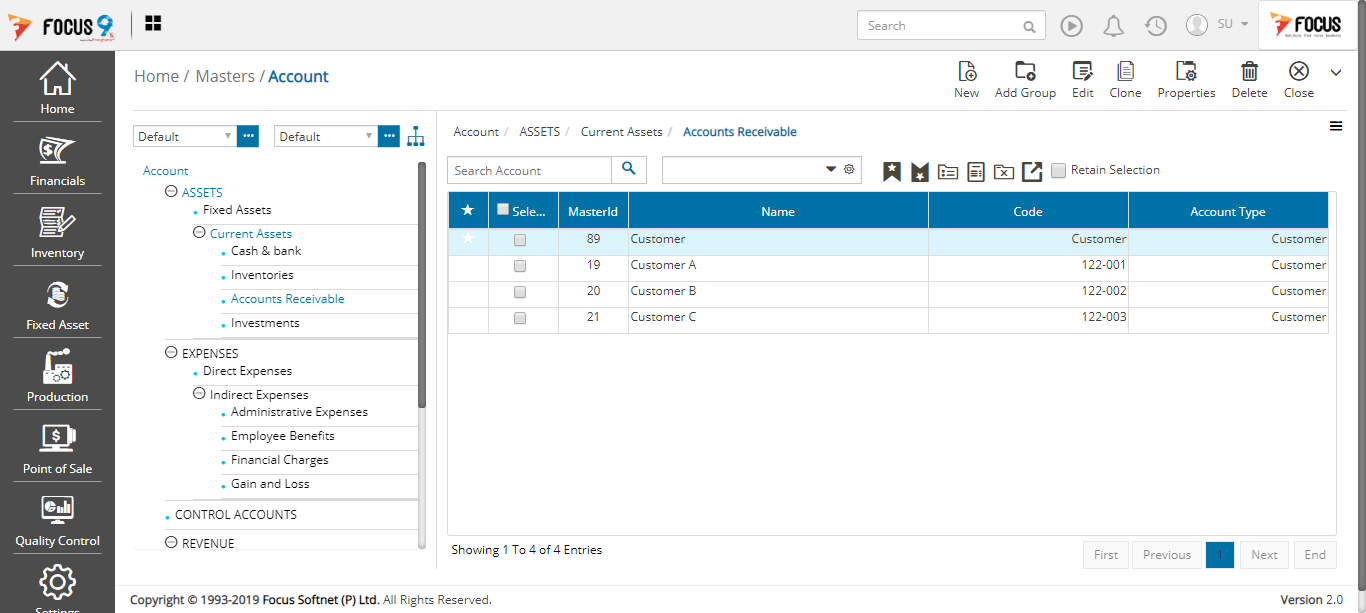 FOCUS 9
Search
SU
FOCUS
Home
Financials
Inventory
Fixed Asset
Production
Point of Sale
Quality Control
Settings
Home / Masters / Account
New
Add Group
Edit
Clone
Properties
Delete
Close
Default
Default
Account
ASSETS
Fixed Assets
Current Assets
Cash & bank
Inventories
Accounts Receivable
Investments
EXPENSES
Direct Expenses
Indirect Expenses
Administrative Expenses
Employee Benefits
Financial Charges
Gain and Loss
CONTROL ACCOUNTS
REVENUE
Account / ASSETS / Current Assets / Accounts Receivable
Search Account
Retain Selection
Sele... MasterId Name Code Account Type
89 Customer Customer Customer
19 Customer A 122-001 Customer
20 Customer B 122-002 Customer
21 Customer C 122-003 Customer
Showing 1 To 4 of 4 Entries
First Previous 1 Next End
Copyright © 1993-2019 Focus Softnet (P) Ltd. All Rights Reserved.
Version 2.0